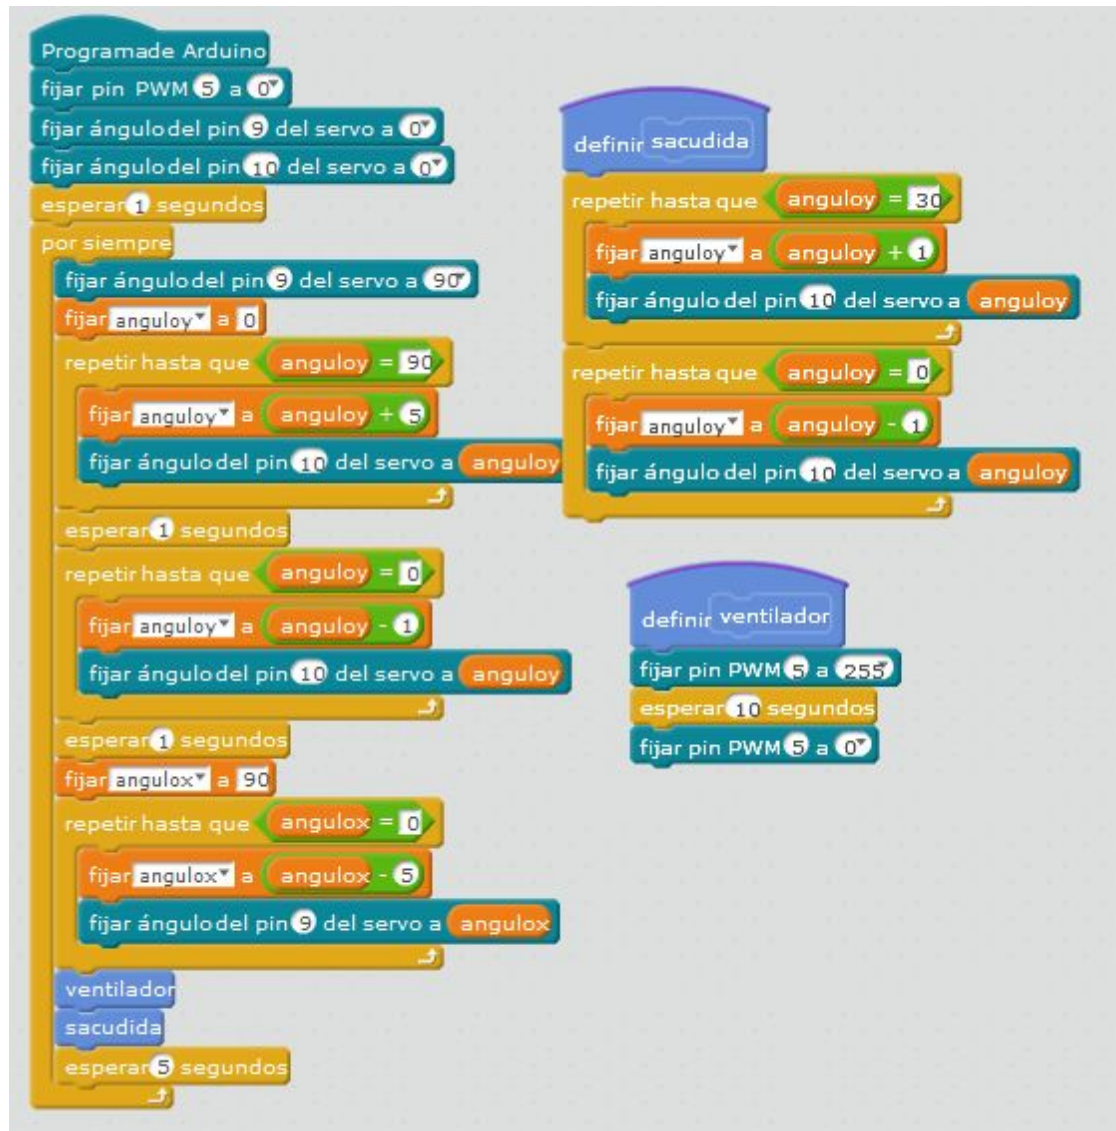 Programade Arduino
fijar pin PWM 5 a 0
fijar ángulo del pin 9 del servo a 0
fijar ángulo del pin 10 del servo a 0
esperar 1 segundos
por siempre
fijar ángulo del pin 9 del servo a 90
fijar anguloy a 0
repetir hasta que anguloy = 90
fijar anguloy a anguloy + 5
fijar ángulo del pin 10 del servo a anguloy
esperar 1 segundos
repetir hasta que anguloy = 0
fijar anguloy a anguloy - 1
fijar ángulo del pin 10 del servo a anguloy
esperar 1 segundos
fijar angulox a 90
repetir hasta que angulox = 0
fijar angulox a angulox - 5
fijar ángulo del pin 9 del servo a angulox
ventilador
sacudida
esperar 5 segundos
definir sacudida
repetir hasta que anguloy = 30
fijar anguloy a anguloy + 1
fijar ángulo del pin 10 del servo a anguloy
repetir hasta que anguloy = 0
fijar anguloy a anguloy - 1
fijar ángulo del pin 10 del servo a anguloy
definir ventilador
fijar pin PWM 5 a 255
esperar 10 segundos
fijar pin PWM 5 a 0